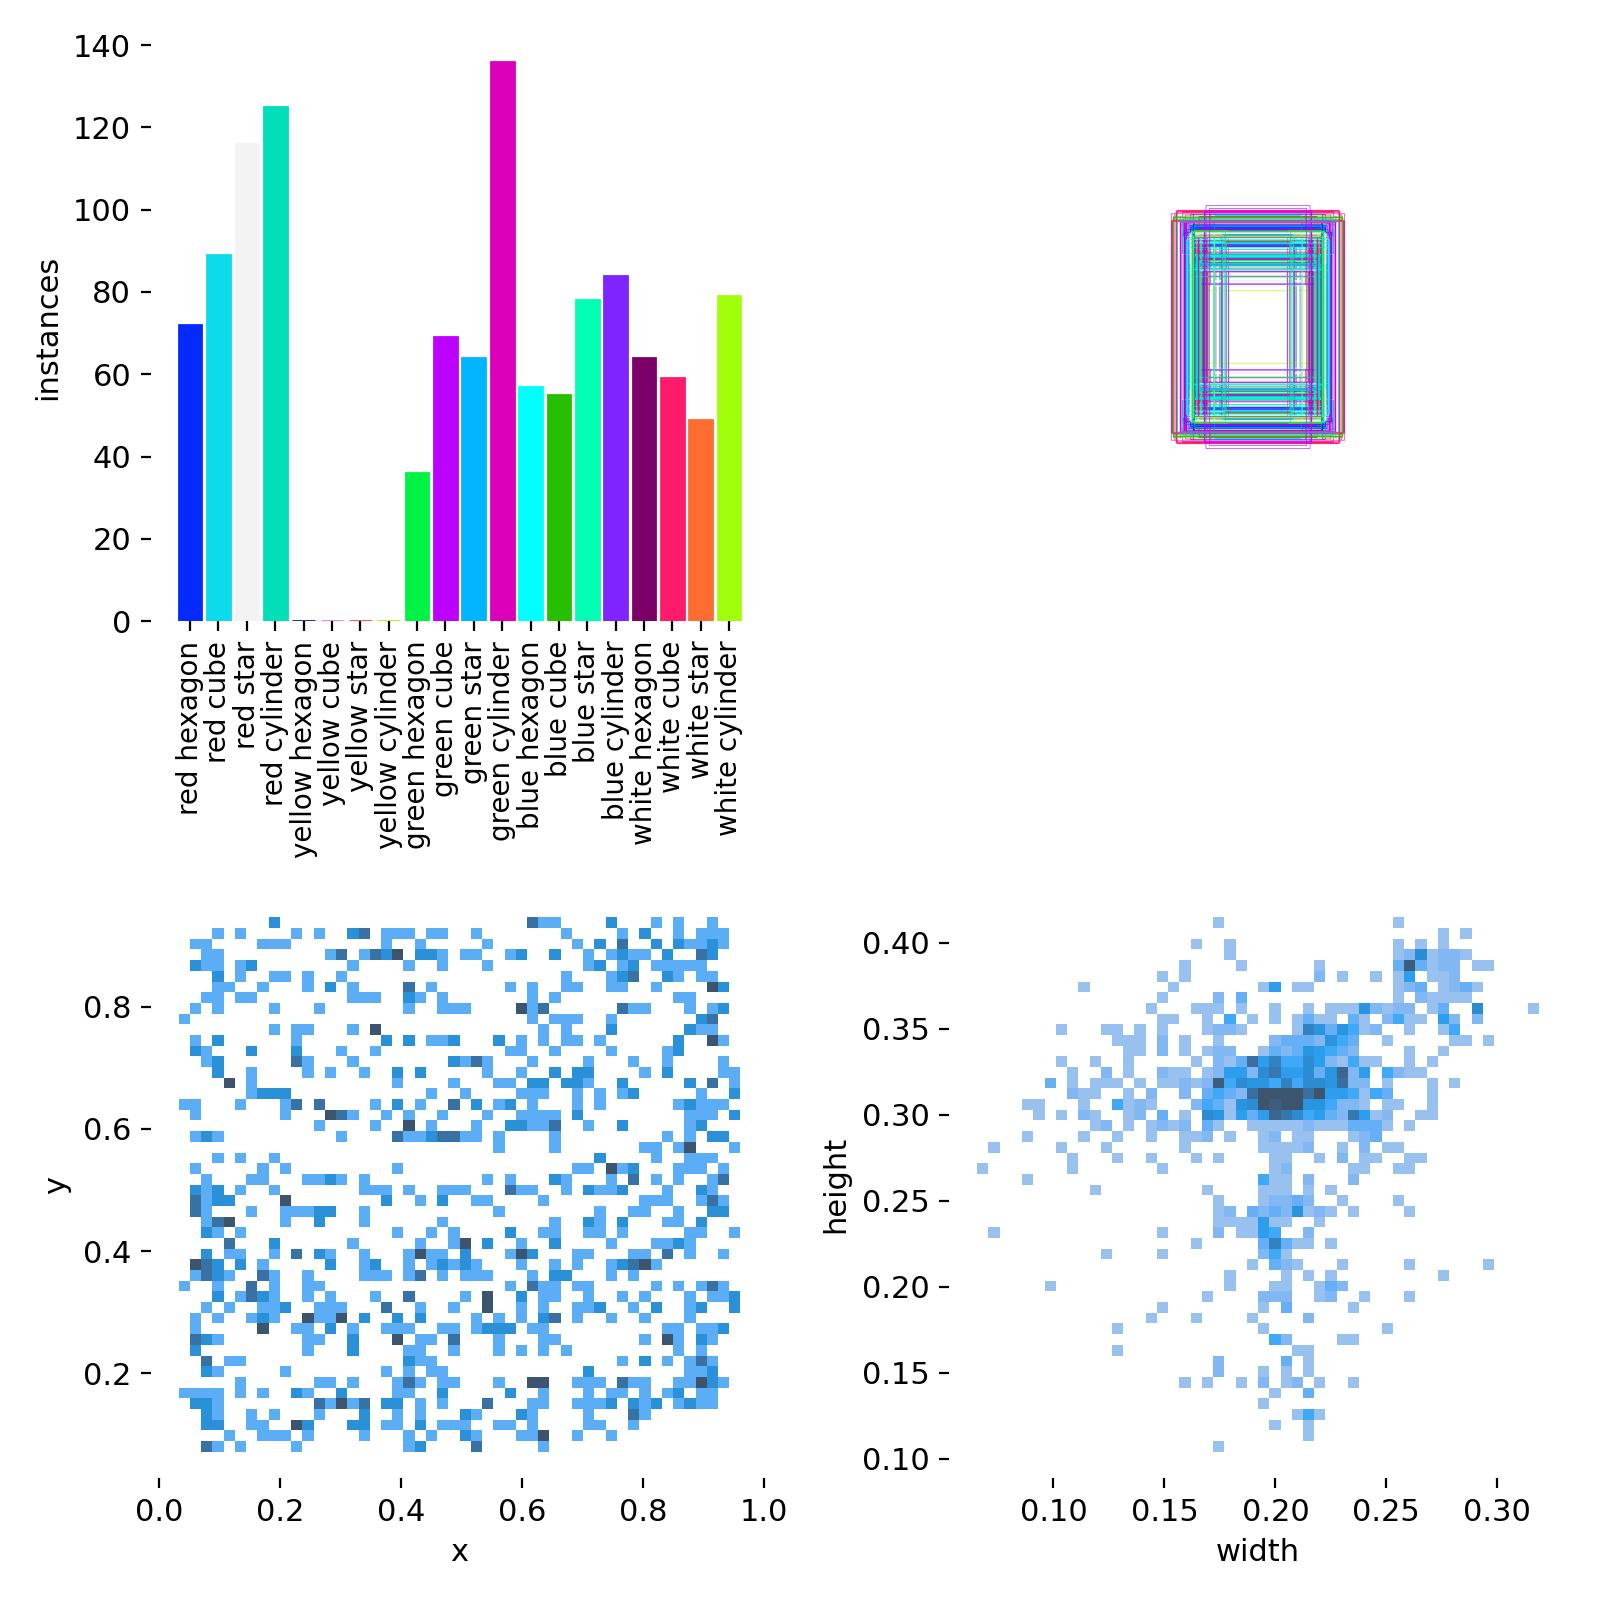 140
120
100
80
60
40
20
0
instances
red hexagon
red cube
red star
red cylinder
yellow hexagon
yellow cube
yellow star
yellow cylinder
green hexagon
green cube
green star
green cylinder
blue hexagon
blue cube
blue star
blue cylinder
white hexagon
white cube
white star
white cylinder
0.8
0.6
0.4
0.2
y
0.0 0.2 0.4 0.6 0.8 1.0
x
0.40
0.35
0.30
0.25
0.20
0.15
0.10
height
0.10 0.15 0.20 0.25 0.30
width